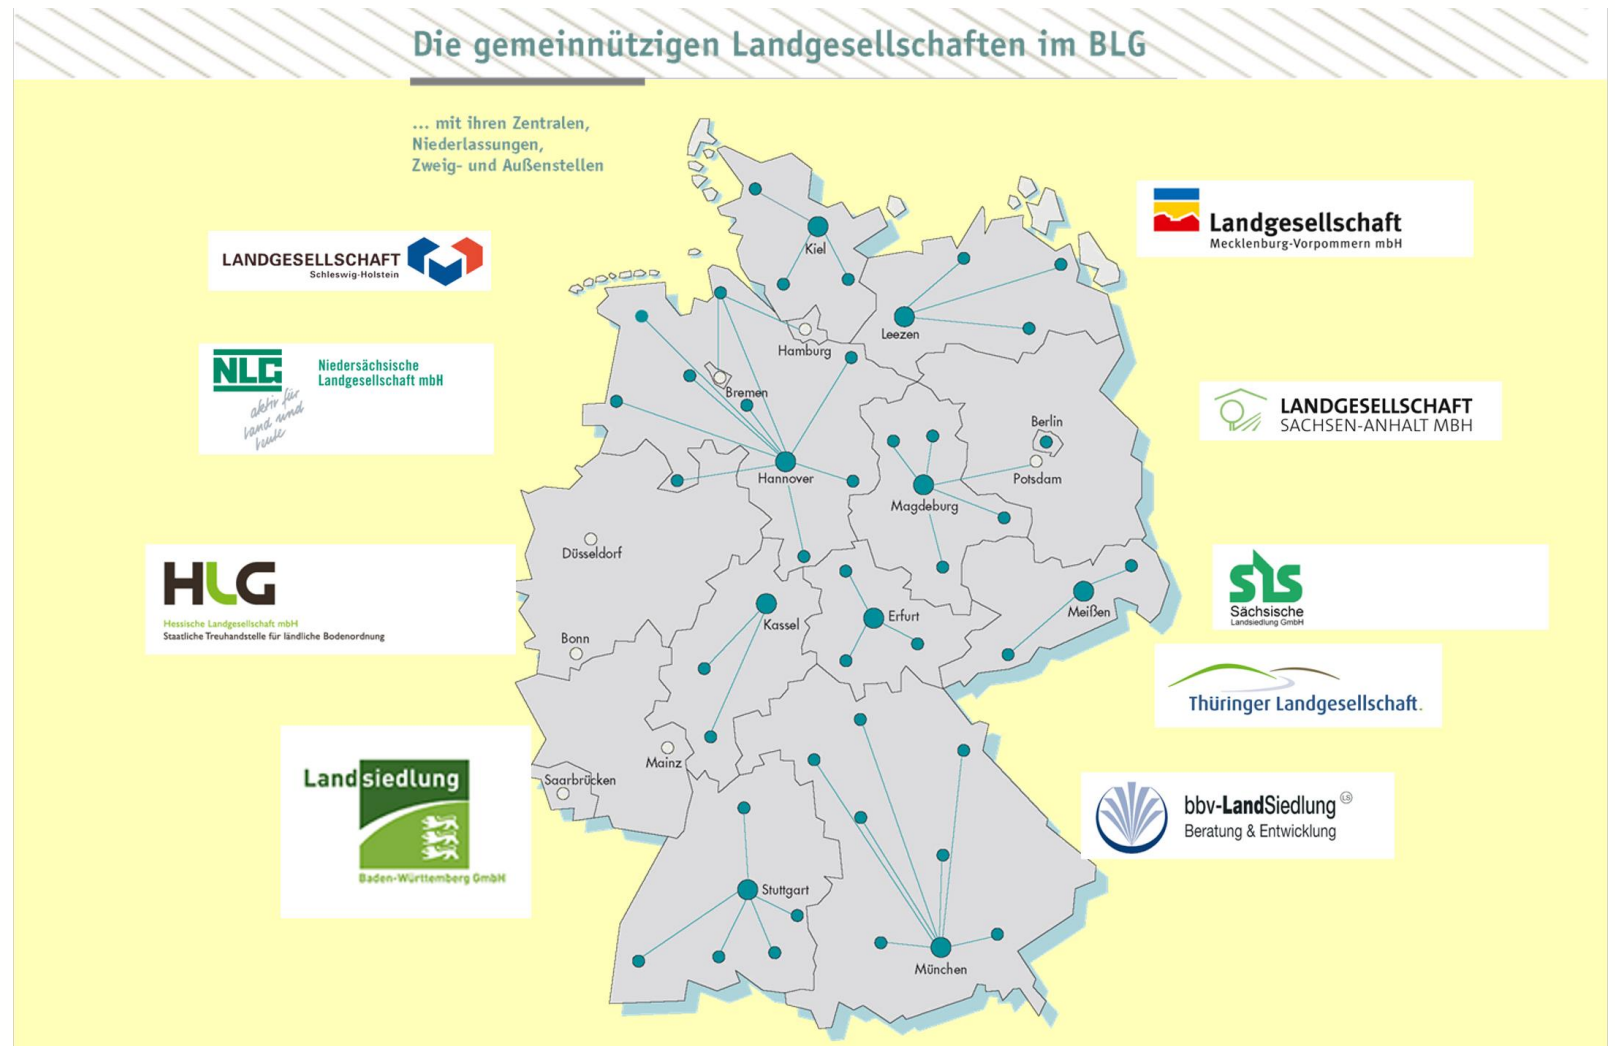 Die gemeinnützigen Landgesellschaften im BLG
... mit ihren Zentralen,
Niederlassungen,
Zweig- und Außenstellen
LANDGESELLSCHAFT
Schleswig-Holstein
NLG
Niedersächsische
Landgesellschaft mbH
aktiv für
Land und
Leute
HLG
Hessische Landgesellschaft mbH
Staatliche Treuhandstelle für ländliche Bodenordnung
Landsiedlung
Baden-Württemberg GmbH
Kiel
Hamburg
Leezen
Bremen
Hannover
Berlin
Potsdam
Magdeburg
Düsseldorf
Kassel
Erfurt
Meißen
Bonn
Mainz
Saarbrücken
Stuttgart
München
Landgesellschaft
Mecklenburg-Vorpommern mbH
LANDGESELLSCHAFT
SACHSEN-ANHALT MBH
SLS
Sächsische
Landsiedlung GmbH
Thüringer Landgesellschaft.
bbv-LandSiedlung LS
Beratung & Entwicklung